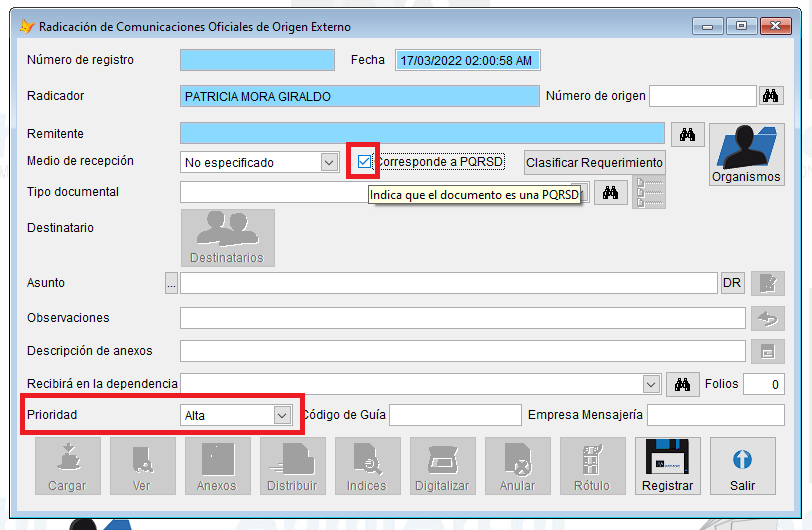 Radicación de Comunicaciones Oficiales de Origen Externo
Número de registro Fecha 17/03/2022 02:00:58 AM
Radicador PATRICIA MORA GIRALDO Número de origen
Remitente
Medio de recepción No especificado Corresponde a PQRSD Clasificar Requerimiento
Organismos
Tipo documental
Indica que el documento es una PQRSD
Destinatario
Destinatarios
Asunto ... DR
Observaciones
Descripción de anexos
Recibirá en la dependencia Folios 0
Prioridad Alta Código de Guía Empresa Mensajería
Cargar Ver Anexos Distribuir Indices Digitalizar Anular Rótulo Registrar Salir